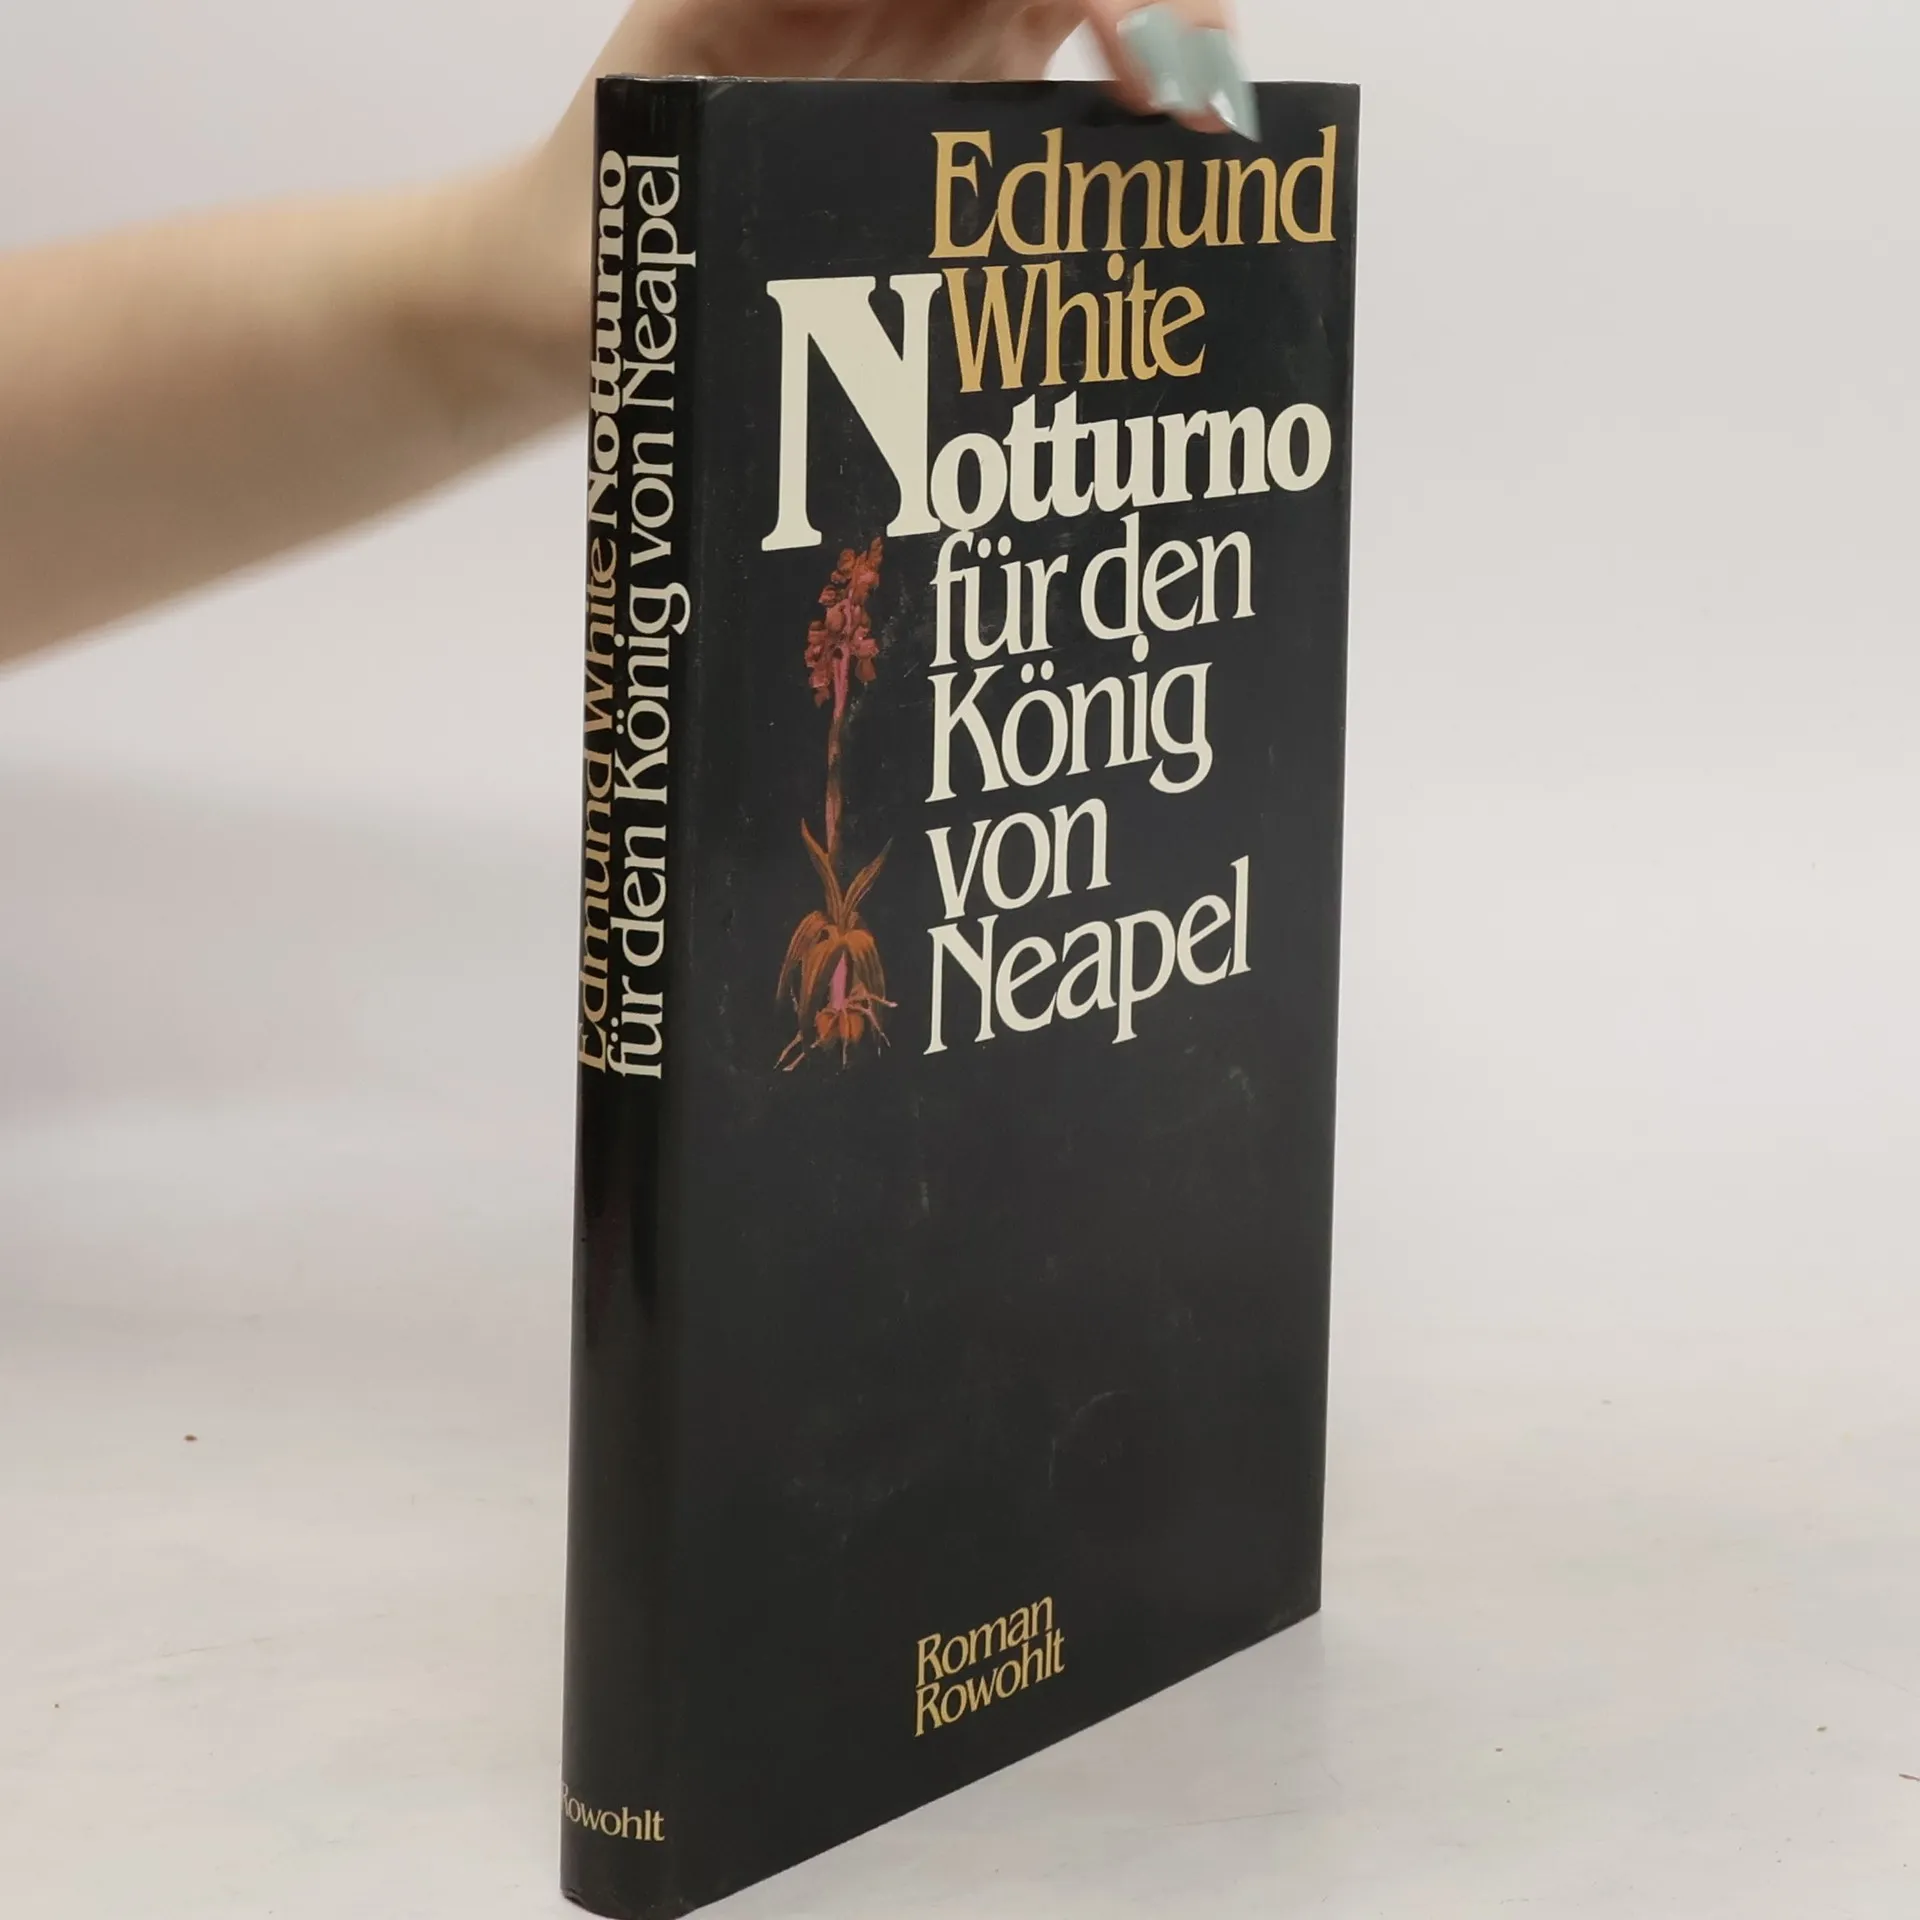 Edmund White Notturno
für den König von Neapel
Rowohlt
Edmund
White
Notturno
für den
König
von
Neapel
Roman
Rowohlt